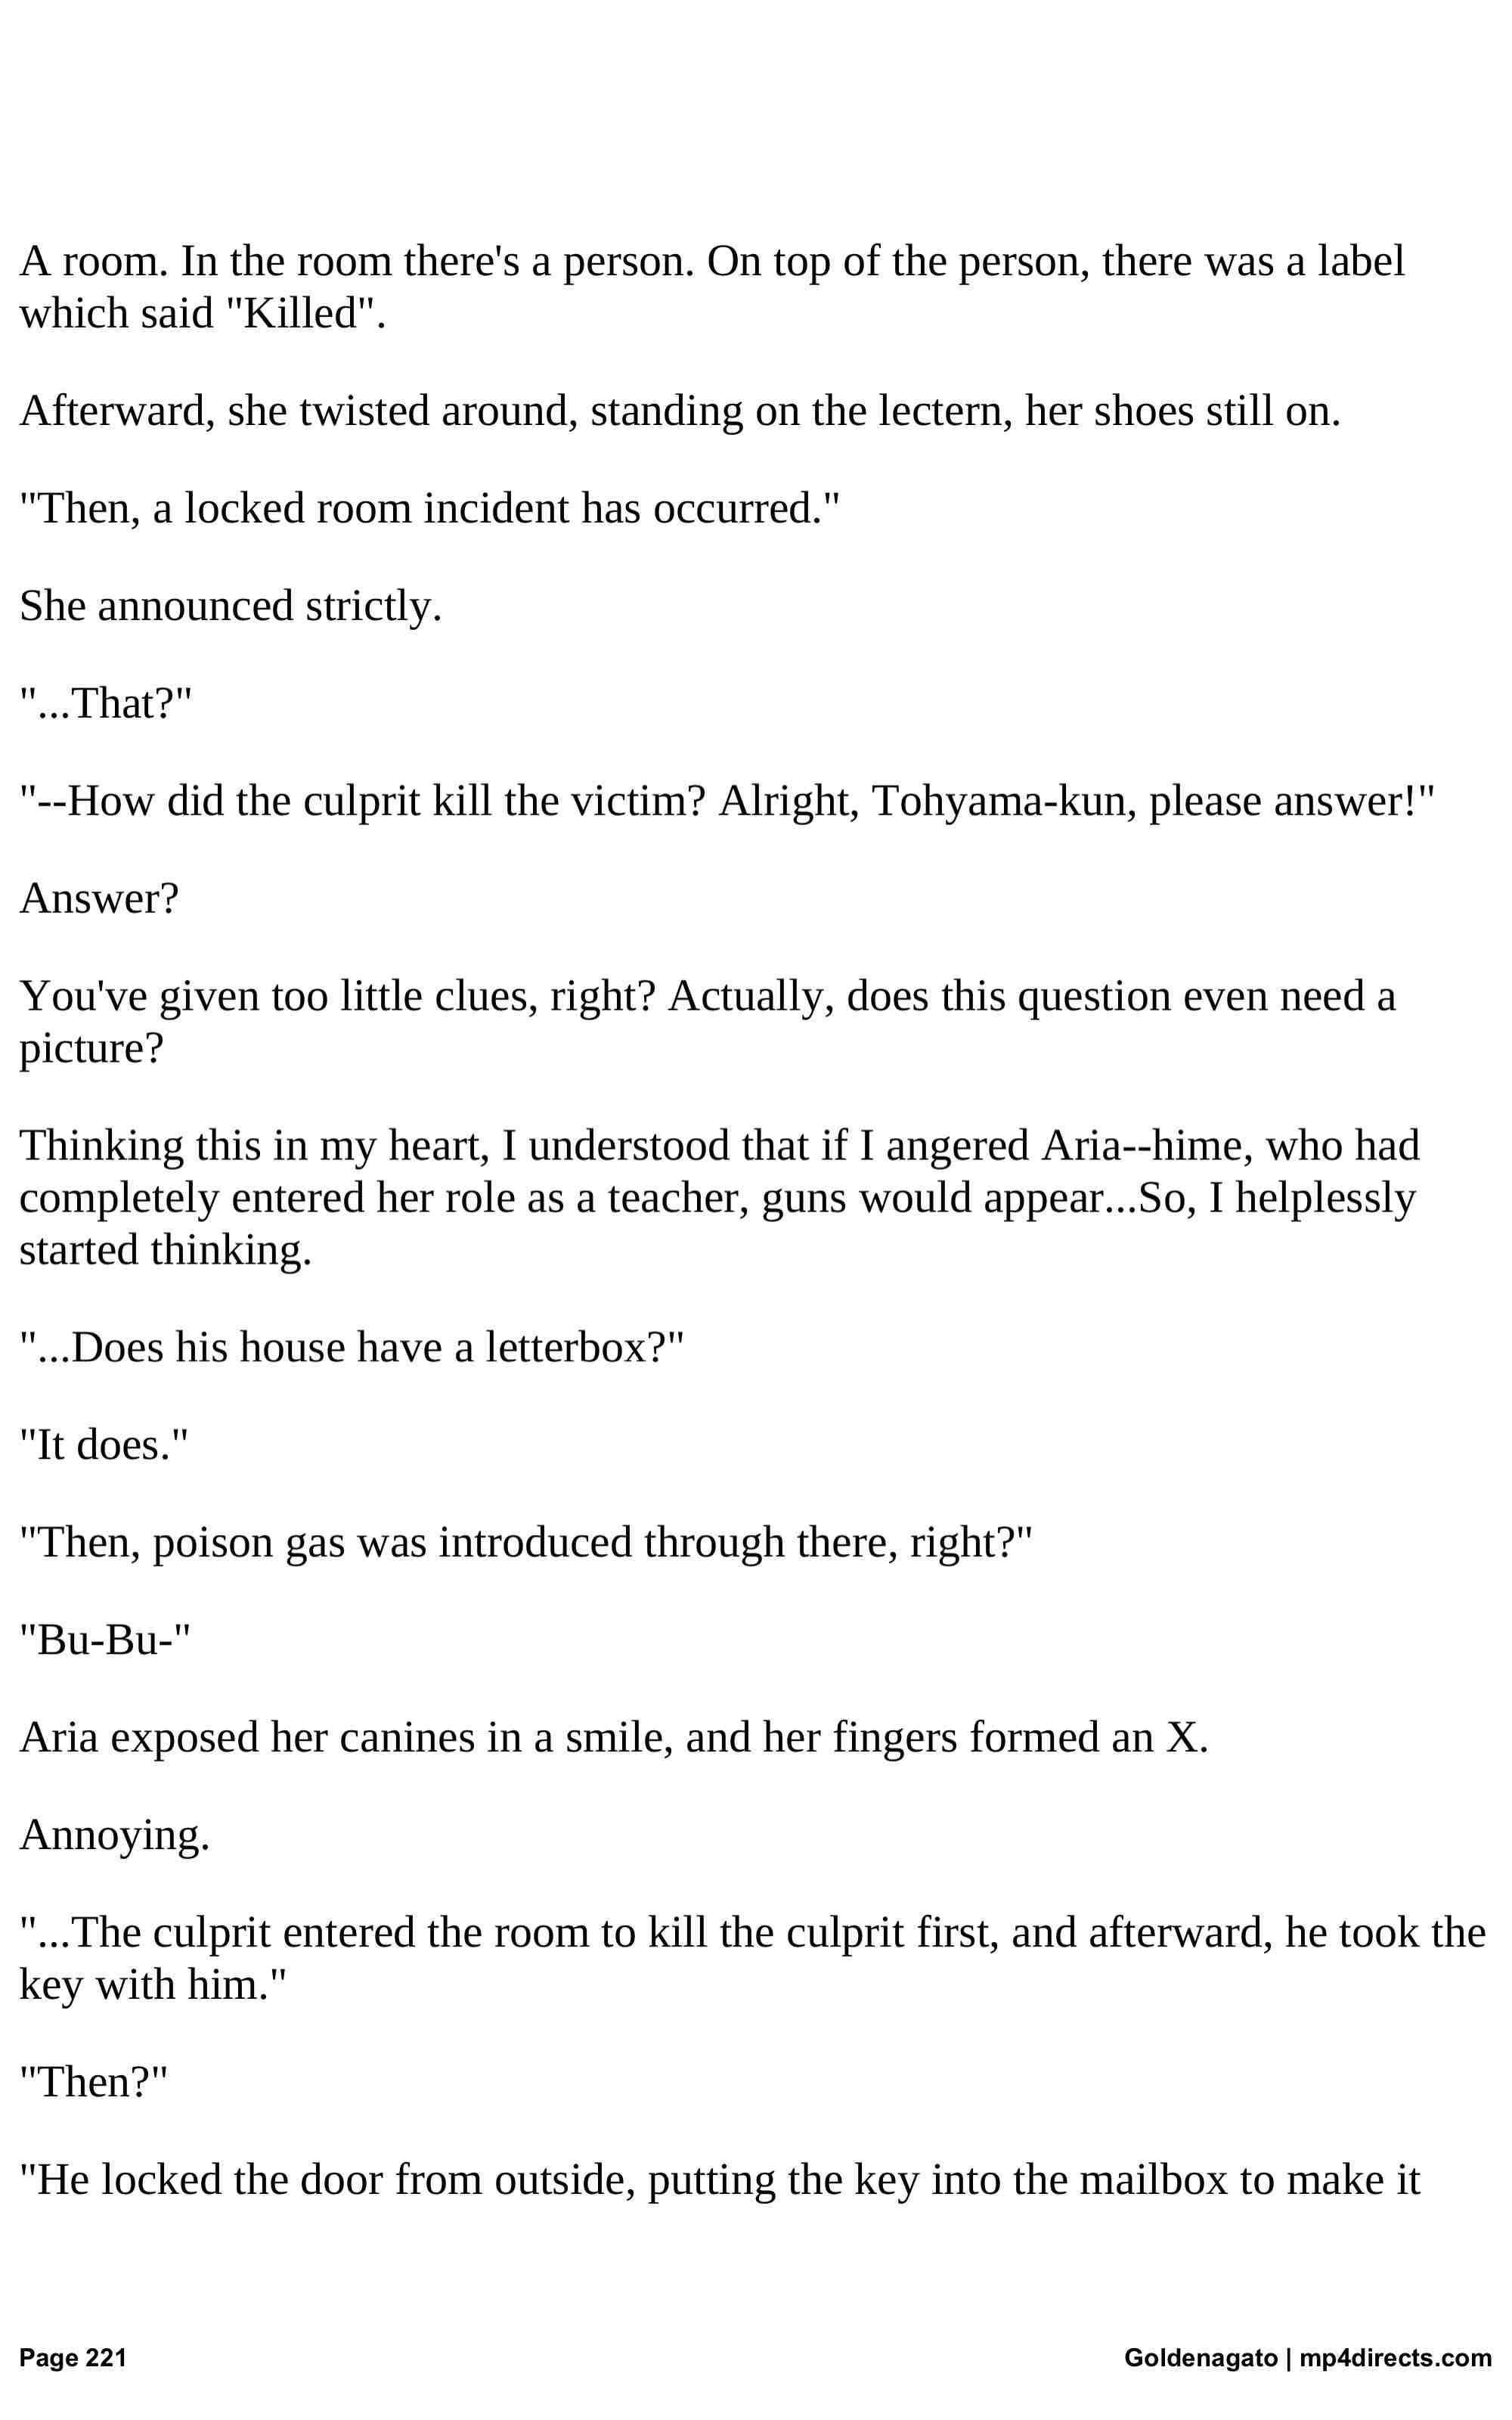 A room. In the room there's a person. On top of the person, there was a label
which said "Killed".
Afterward, she twisted around, standing on the lectern, her shoes still on.
"Then, a locked room incident has occurred."
She announced strictly.
"...That?"
"--How did the culprit kill the victim? Alright, Tohyama-kun, please answer!"
Answer?
You've given too little clues, right? Actually, does this question even need a
picture?
Thinking this in my heart, I understood that if I angered Aria--hime, who had
completely entered her role as a teacher, guns would appear...So, I helplessly
started thinking.
"...Does his house have a letterbox?"
"It does."
"Then, poison gas was introduced through there, right?"
"Bu-Bu-"
Aria exposed her canines in a smile, and her fingers formed an X.
Annoying.
"...The culprit entered the room to kill the culprit first, and afterward, he took the
key with him."
"Then?"
"He locked the door from outside, putting the key into the mailbox to make it
Page 221
Goldenagato | mp4directs.com